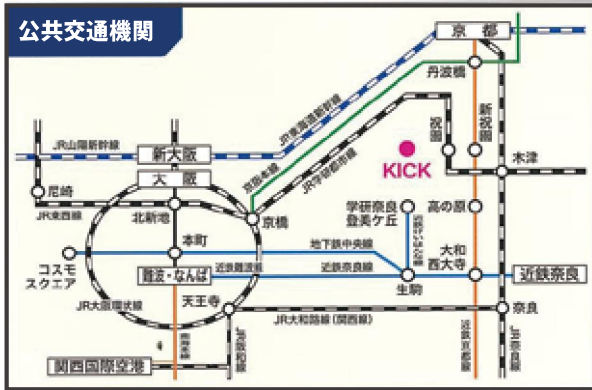 公共交通機関
京都
丹波橋
JR東海道新幹線
新祝園
祝園
JR山陽新幹線
新大阪
京阪本線
JR学研都市線
KICK
木津
大阪
尼崎
JR東西線
北新地
京橋
学研奈良
登美ケ丘
高の原
近鉄けいはんな線
本町
地下鉄中央線
コスモ
スクエア
難波・なんば
近鉄難波線
近鉄奈良線
生駒
大和
西大寺
近鉄奈良
JR大阪環状線
天王寺
JR大和路線(関西線)
奈良
南海本線
JR阪和線
近鉄京都線
JR奈良線
関西国際空港